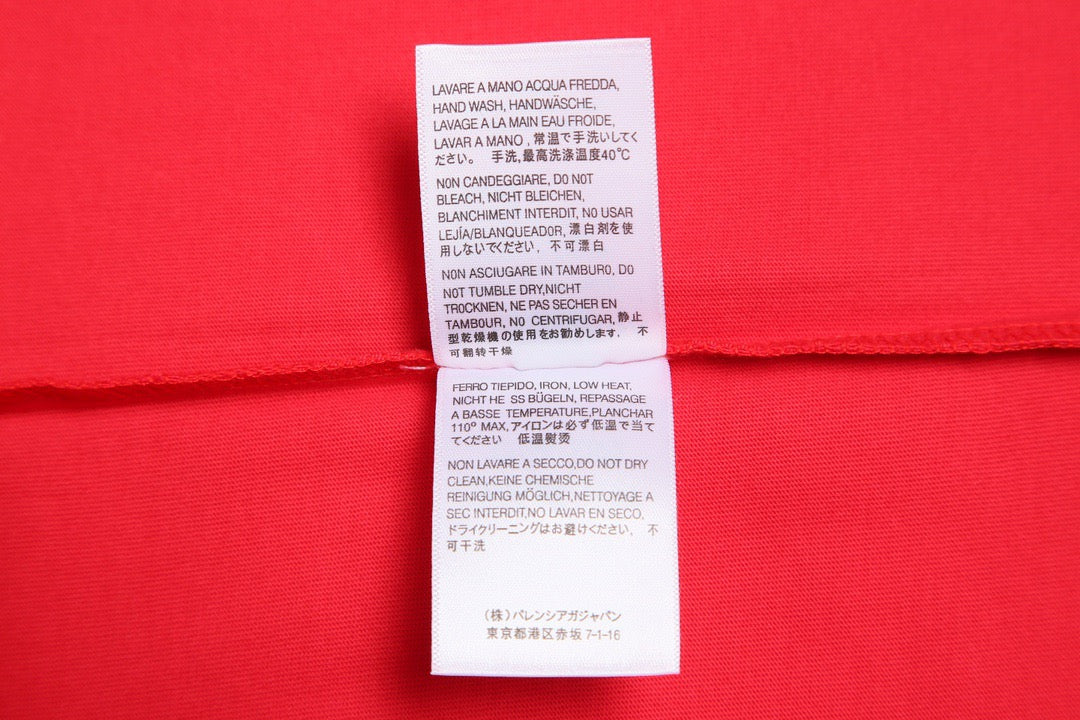 LAVARE A MANO ACQUA FREDDA,
HAND WASH, HANDWÄSCHE,
LAVAGE A LA MAIN EAU FROIDE,
LAVAR A MANO , 常温で手洗いしてく
ださい。 手洗,最高洗涤温度40℃
NON CANDEGGIARE, DO NOT
BLEACH, NICHT BLEICHEN,
BLANCHIMENT INTERDIT, NO USAR
LEJÍA/BLANQUEADOR, 漂白剤を使
用しないでください, 不可漂白
NON ASCIUGARE IN TAMBURO, DO
NOT TUMBLE DRY,NICHT
TROCKNEN, NE PAS SECHER EN
TAMBOUR, NO CENTRIFUGAR, 静止
型乾燥機の使用をお勧めします. 不
可翻转干燥
FERRO TIEPIDO, IRON, LOW HEAT,
NICHT HE SS BÜGELN, REPASSAGE
A BASSE TEMPERATURE,PLANCHAR
110º MAX, アイロンは必ず低温で当て
てください 低温熨烫
NON LAVARE A SECCO,DO NOT DRY
CLEAN,KEINE CHEMISCHE
REINIGUNG MÖGLICH,NETTOYAGE A
SEC INTERDIT,NO LAVAR EN SECO,
ドライクリーニングはお避けください, 不
可干洗
(株) バレンシアガジャパン
東京都港区赤坂 7-1-16